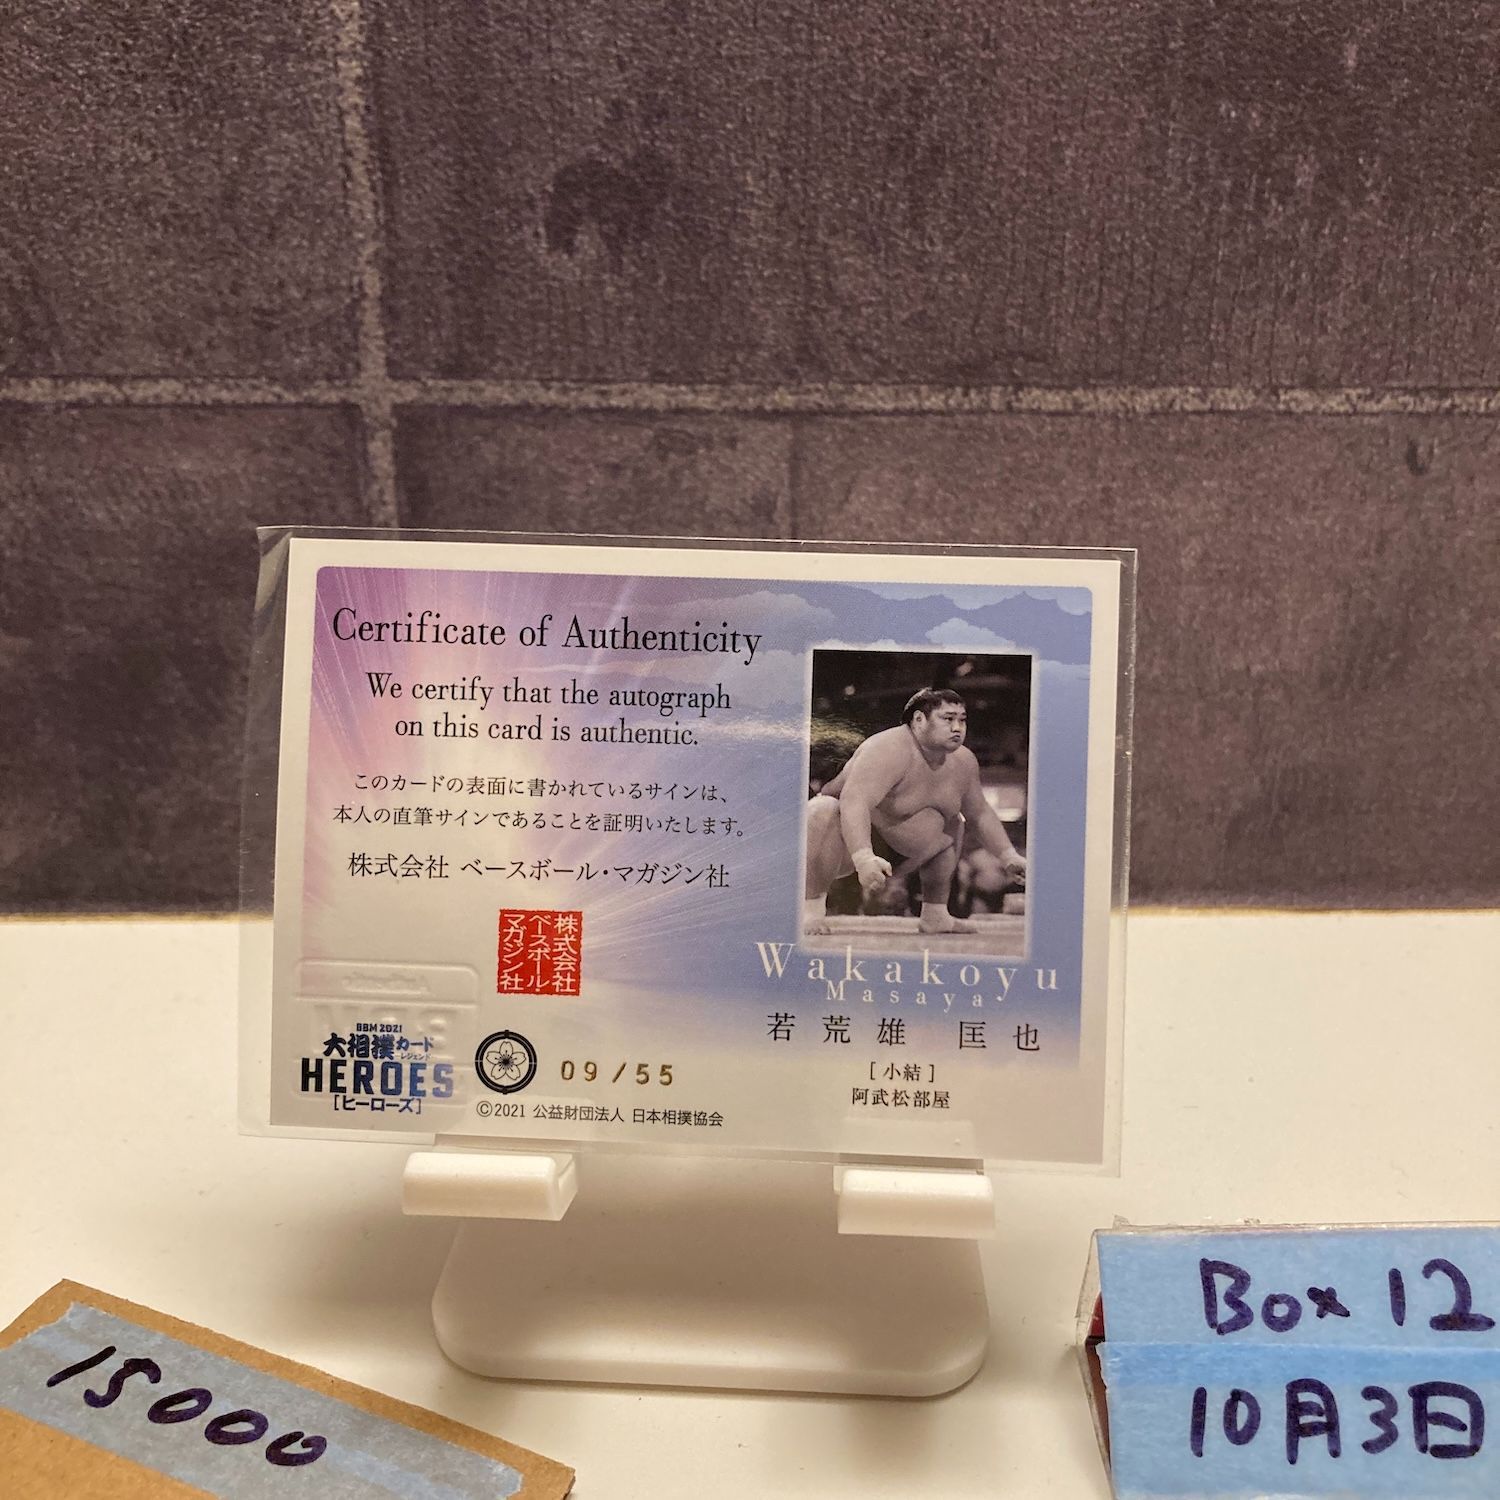 Certificate of Authenticity
We certify that the autograph
on this card is authentic.
このカードの表面に書かれているサインは、
本人の直筆サインであることを証明いたします。
株式会社 ベースボール・マガジン社
株式会社
ベースボール・
マガジン社
Wakakoyu
Masaya
若荒雄 匡也
[小結]
阿武松部屋
BBM 2021
大相撲カード
レジェンド
HEROES
[ヒーローズ]
09/55
©2021 公益財団法人 日本相撲協会
15000
Box 12
10月3日